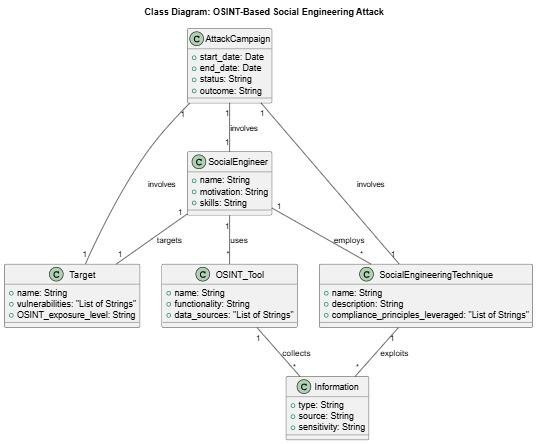 Class Diagram: OSINT-Based Social Engineering Attack
C AttackCampaign
start_date: Date
end_date: Date
status: String
outcome: String
1 1 1
involves
1
C SocialEngineer
name: String
motivation: String
skills: String
involves involves
1 1 1
targets uses employs
1 1 * * 1
C Target
name: String
vulnerabilities: "List of Strings"
OSINT_exposure_level: String
C OSINT_Tool
name: String
functionality: String
data_sources: "List of Strings"
C SocialEngineeringTechnique
name: String
description: String
compliance_principles_leveraged: "List of Strings"
1 1
collects exploits
* *
C Information
type: String
source: String
sensitivity: String